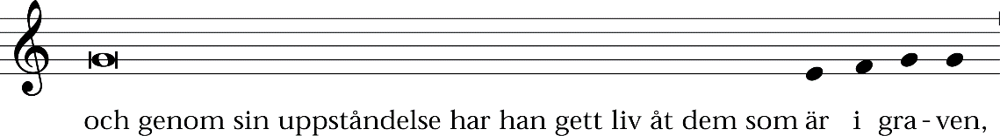 och genom sin uppståndelse har han gett liv åt dem som är i gra - ven,